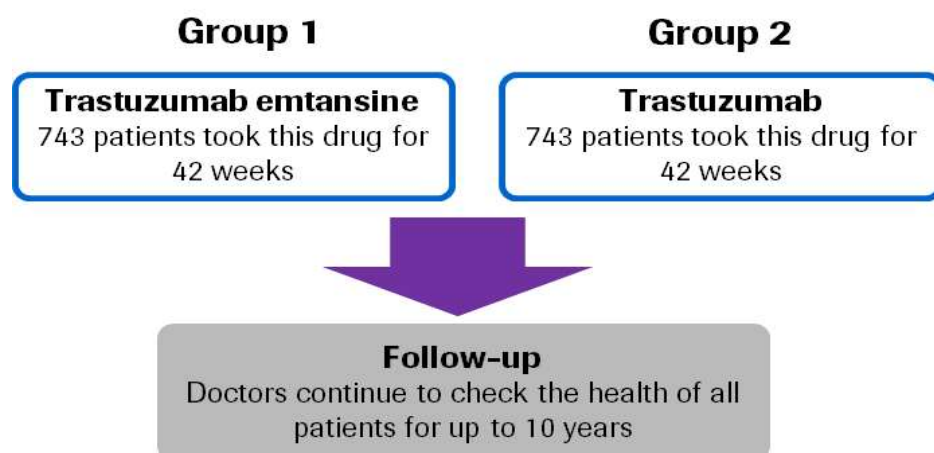 Group 1
Group 2
Trastuzumab emtansine
743 patients took this drug for
42 weeks
Trastuzumab
743 patients took this drug for
42 weeks
Follow-up
Doctors continue to check the health of all
patients for up to 10 years